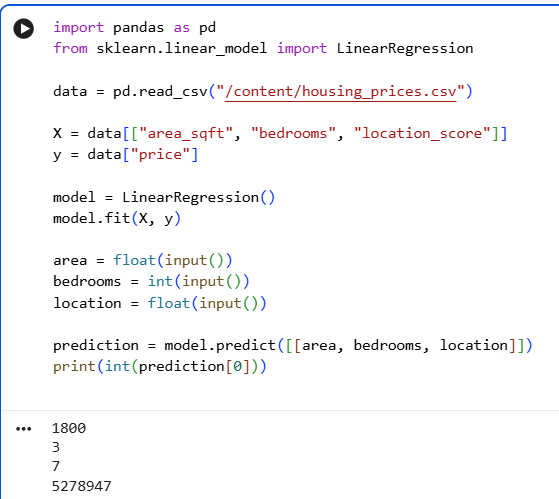 import pandas as pd
from sklearn.linear_model import LinearRegression
data = pd.read_csv("/content/housing_prices.csv")
X = data[["area_sqft", "bedrooms", "location_score"]]
y = data["price"]
model = LinearRegression()
model.fit(X, y)
area = float(input())
bedrooms = int(input())
location = float(input())
prediction = model.predict([[area, bedrooms, location]])
print(int(prediction[0]))
1800
3
7
5278947